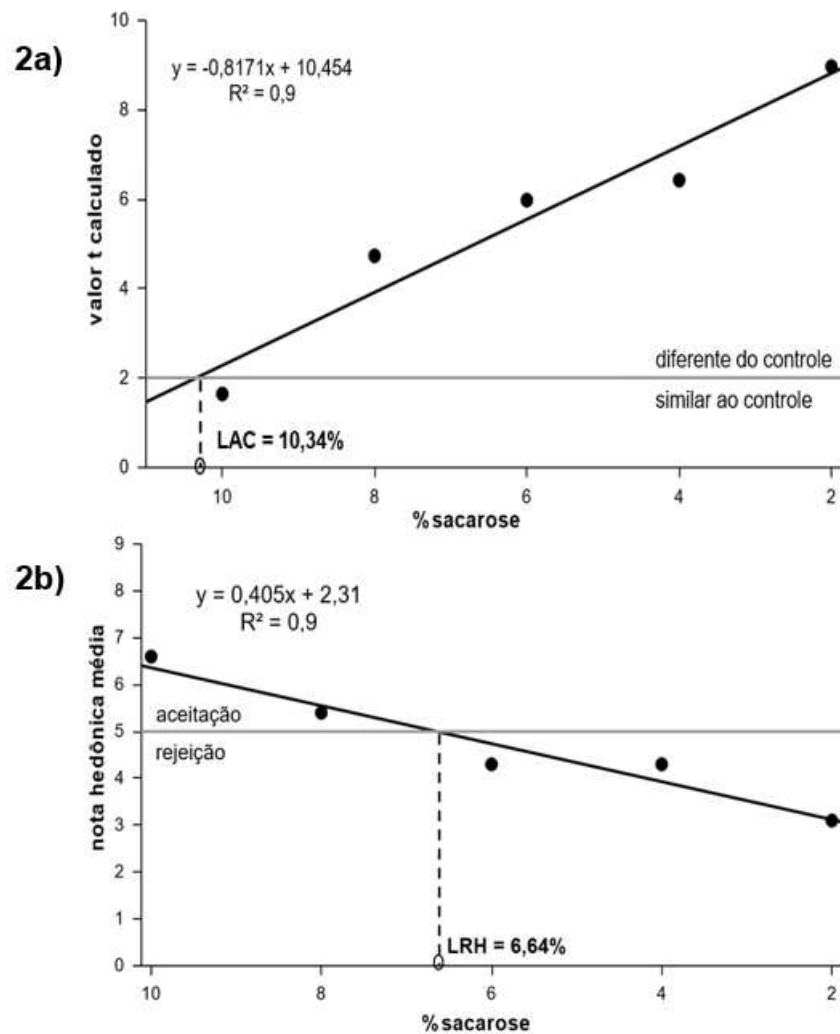 2a)
10
8
6
4
2
0
valor t calculado
y = -0,8171x + 10,454
R² = 0,9
diferente do controle
similar ao controle
LAC = 10,34%
10
8
6
4
2
% sacarose
2b)
9
8
7
6
5
4
3
2
1
0
nota hedônica média
y = 0,405x + 2,31
R² = 0,9
aceitação
rejeição
LRH = 6,64%
10
8
6
4
2
% sacarose